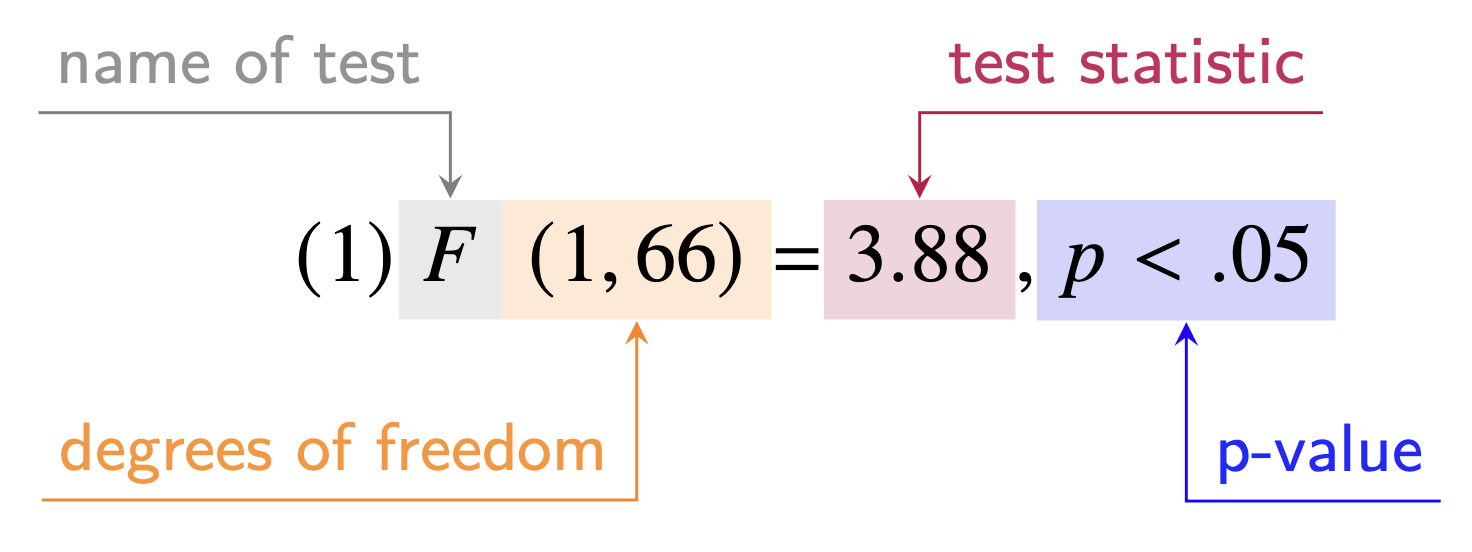 name of test
test statistic
(1) F (1, 66) = 3.88, p < .05
degrees of freedom
p-value